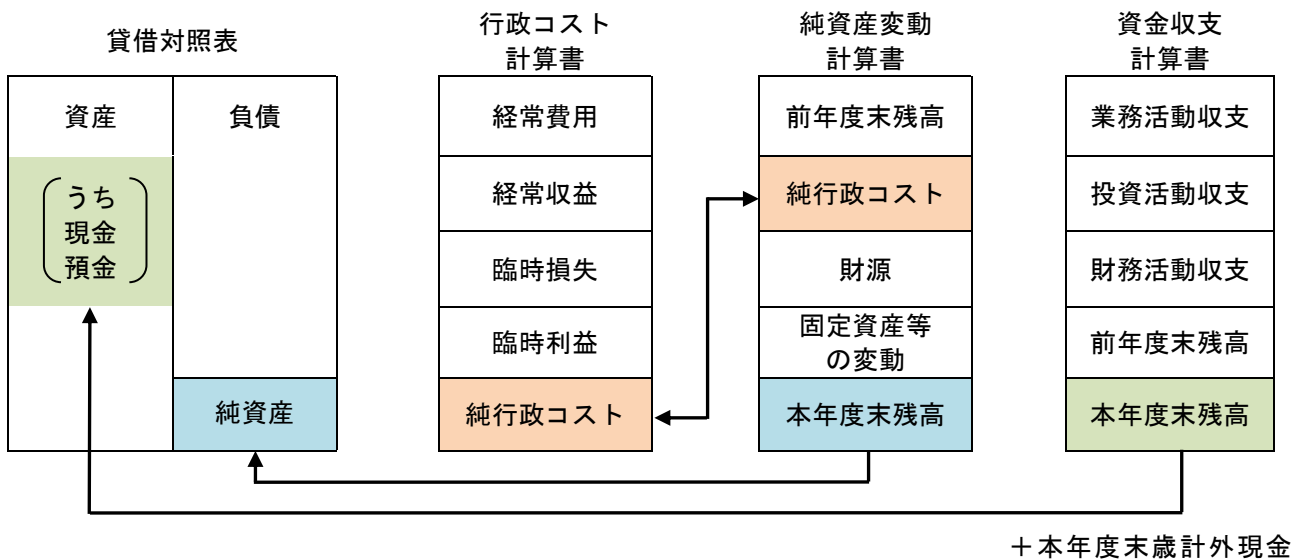 貸借対照表
資産
負債
うち
現金
預金
純資産
行政コスト
計算書
経常費用
経常収益
臨時損失
臨時利益
純行政コスト
純資産変動
計算書
前年度末残高
純行政コスト
財源
固定資産等
の変動
本年度末残高
資金収支
計算書
業務活動収支
投資活動収支
財務活動収支
前年度末残高
本年度末残高
＋本年度末歳計外現金